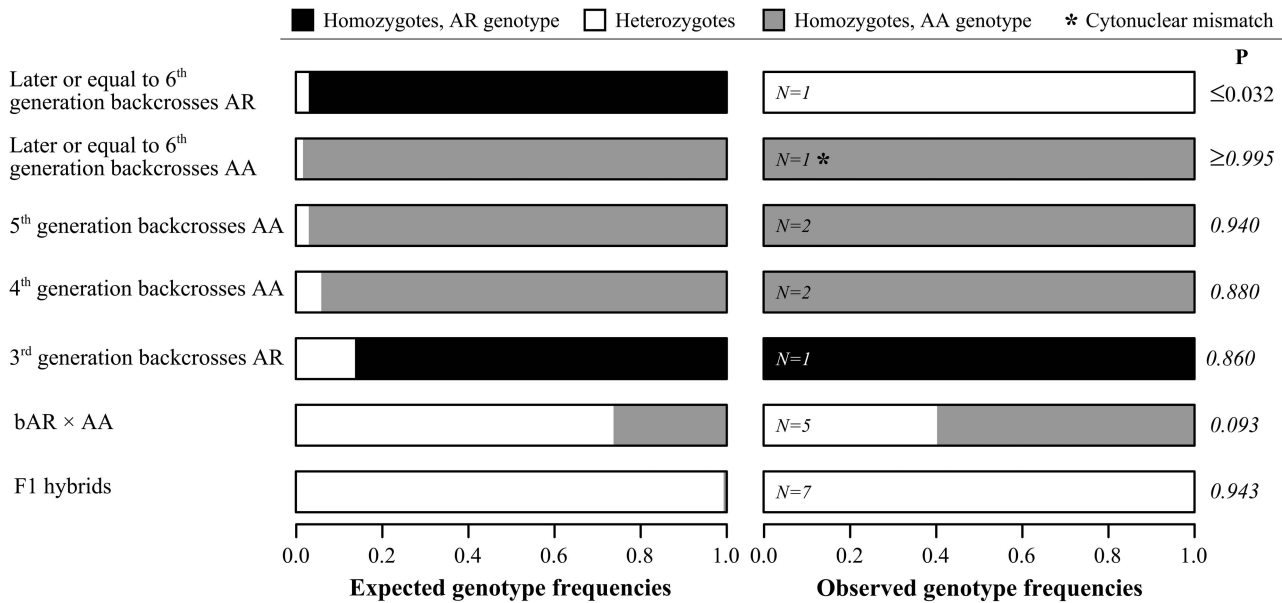 Homozygotes, AR genotype Heterozygotes Homozygotes, AA genotype * Cytonuclear mismatch
P
Later or equal to 6th
generation backcrosses AR
N=1
≤0.032
Later or equal to 6th
generation backcrosses AA
N=1 *
≥0.995
5th generation backcrosses AA
N=2
0.940
4th generation backcrosses AA
N=2
0.880
3rd generation backcrosses AR
N=1
0.860
bAR × AA
N=5
0.093
F1 hybrids
N=7
0.943
0.0 0.2 0.4 0.6 0.8 1.0 0.0 0.2 0.4 0.6 0.8 1.0
Expected genotype frequencies Observed genotype frequencies